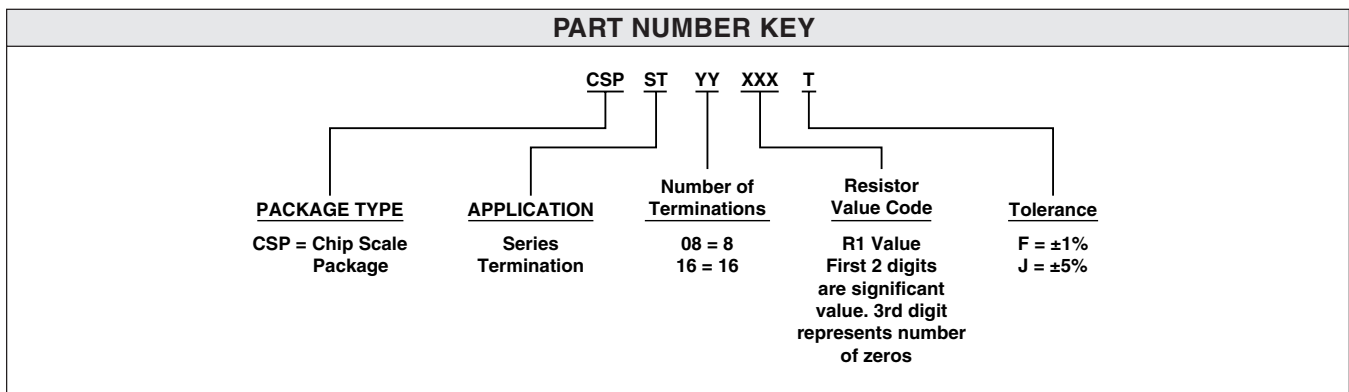 PART NUMBER KEY
CSP ST YY XXX T
PACKAGE TYPE
CSP = Chip Scale
Package
APPLICATION
Series
Termination
Number of
Terminations
08 = 8
16 = 16
Resistor
Value Code
R1 Value
First 2 digits
are significant
value. 3rd digit
represents number
of zeros
Tolerance
F = ±1%
J = ±5%